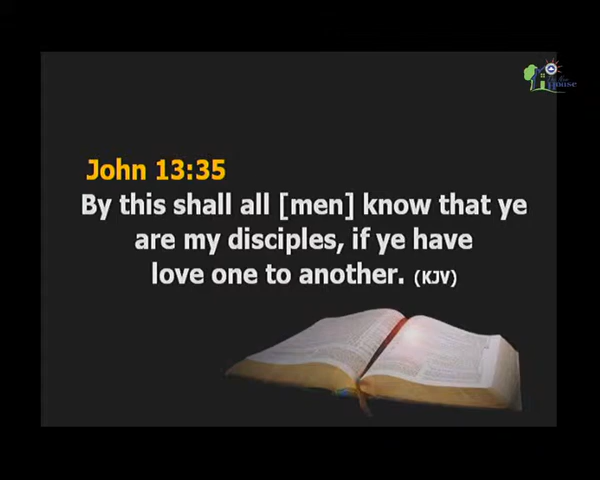 John 13:35
By this shall all [men] know that ye
are my disciples, if ye have
love one to another. (KJV)
House